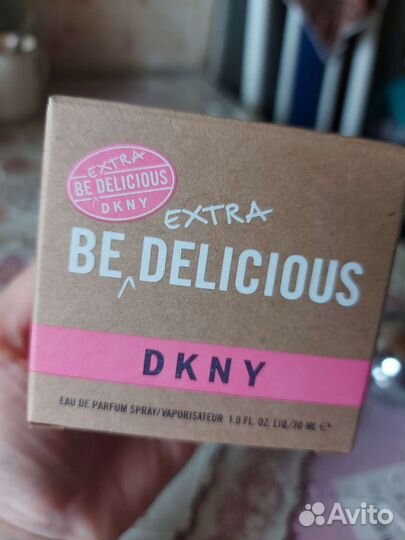 EXTRA
BE DELICIOUS
DKNY
EXTRA
BE DELICIOUS
DKNY
EAU DE PARFUM SPRAY/VAPORISATEUR 1.0 FL. OZ. LIQ./30 ML ℮
Avito